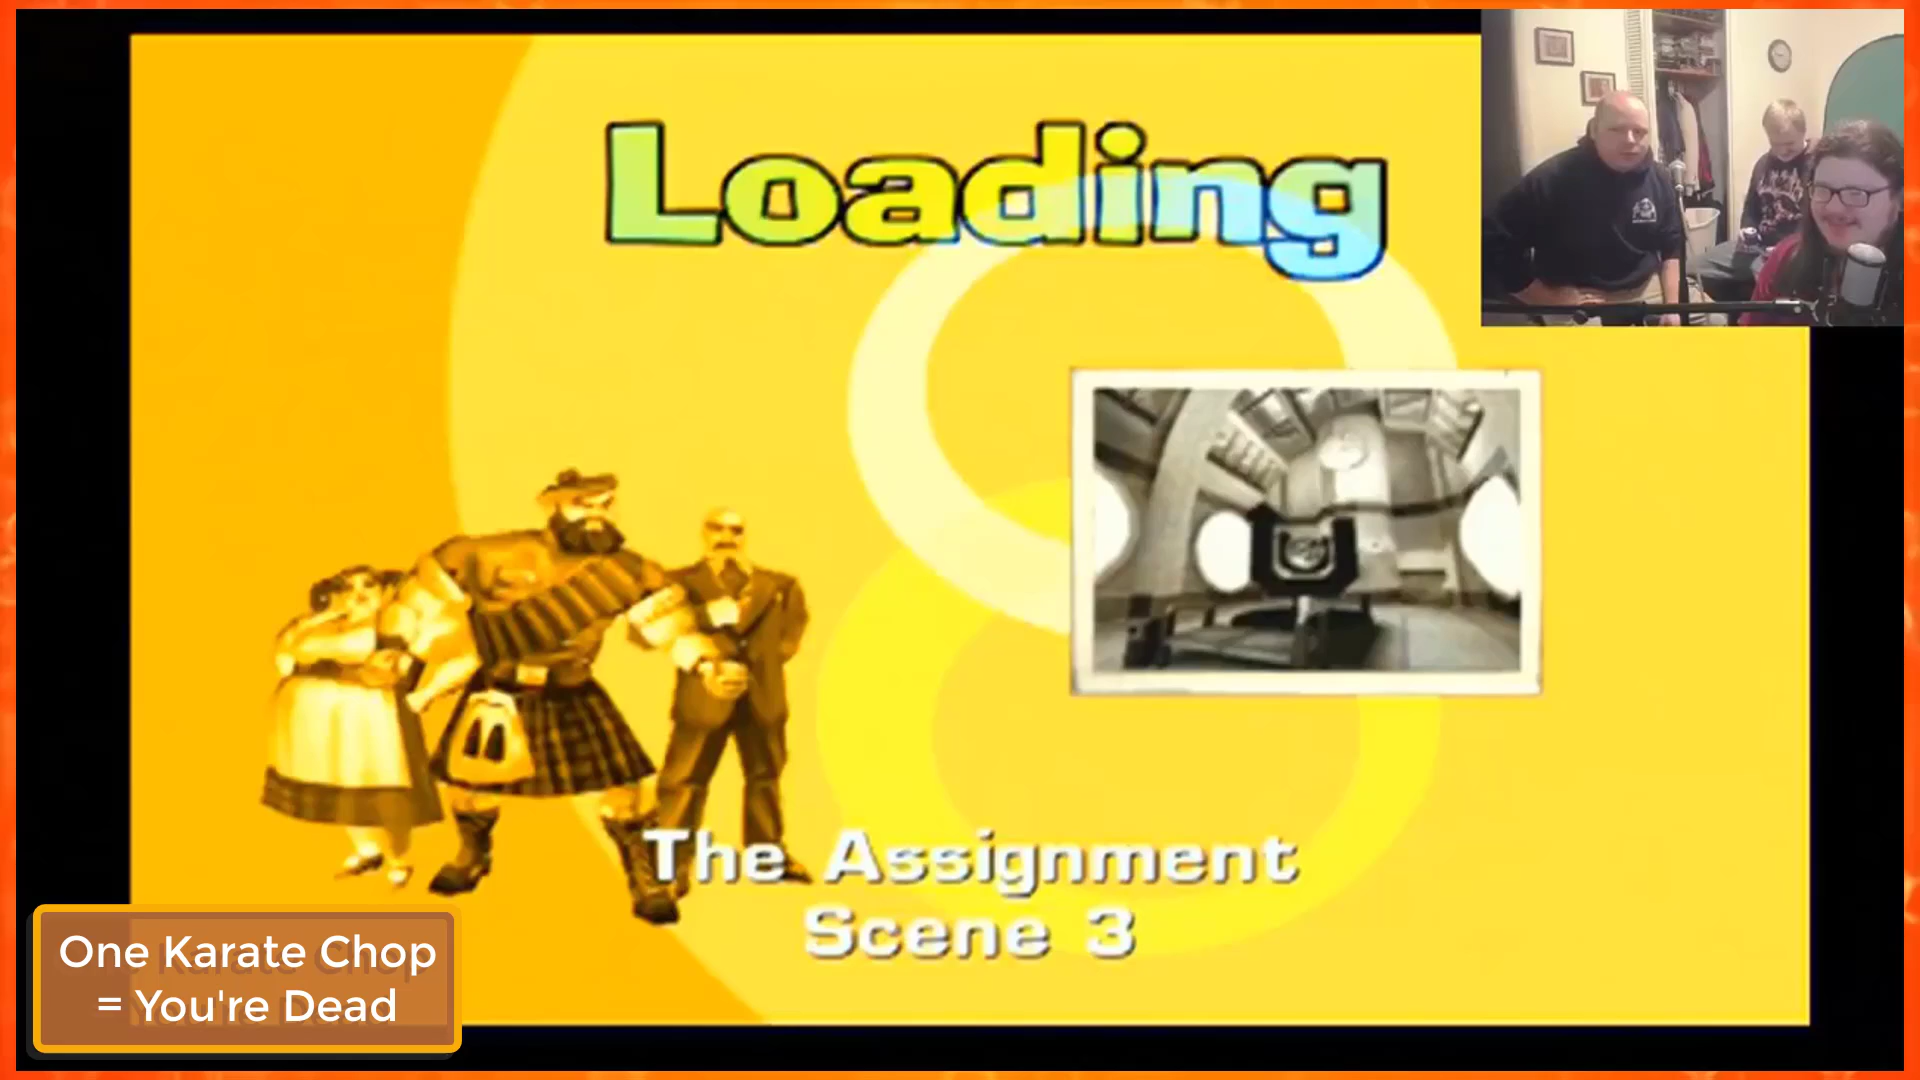 Loading
The Assignment
Scene 3
One Karate Chop
= You're Dead